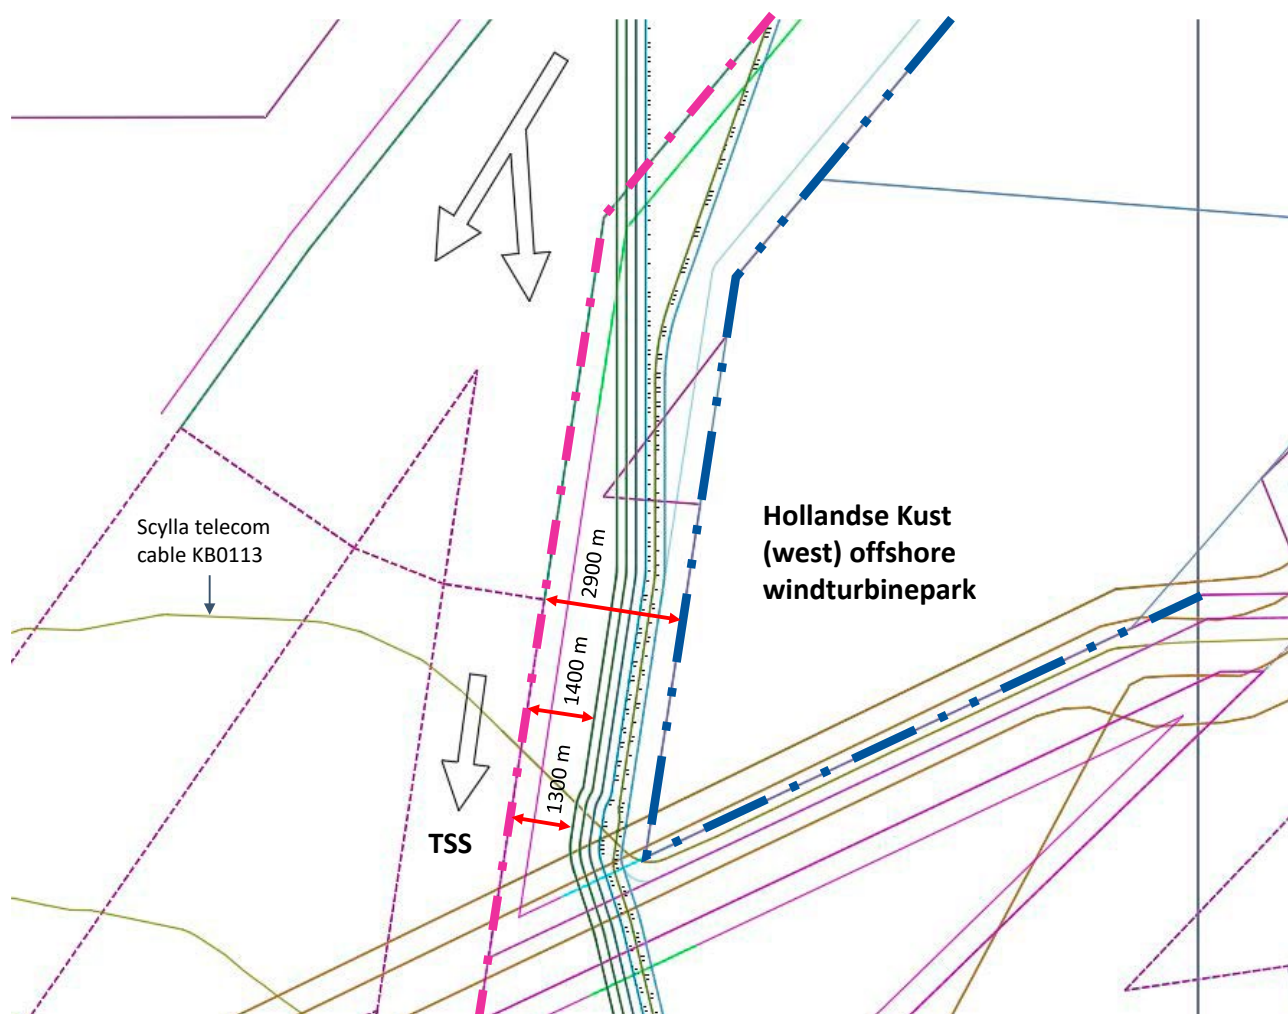 Scylla telecom
cable KB0113
Hollandse Kust
(west) offshore
windturbinepark
2900 m
1400 m
1300 m
TSS